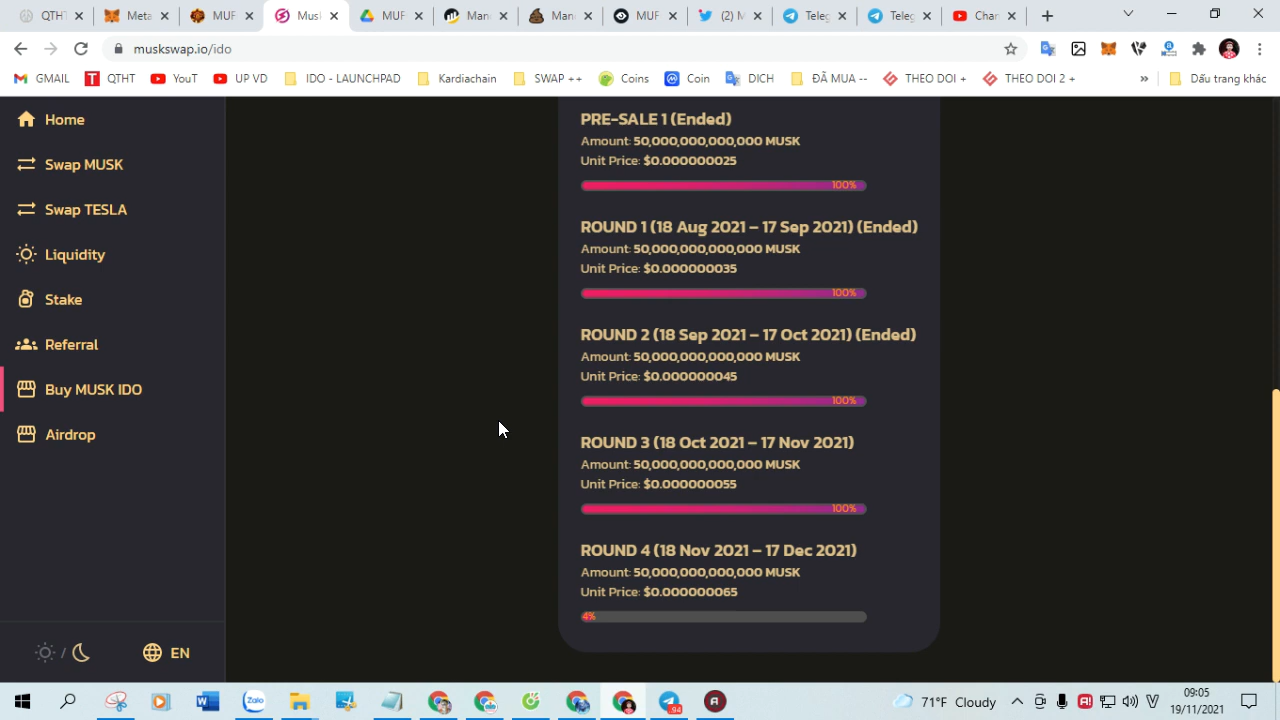 QTHT
Meta
MUF
Musl
MUF
Man
Man
MUF
(2) M
Teleg
Teleg
Char
muskswap.io/ido
GMAIL
QTHT
YouT
UP VD
IDO - LAUNCHPAD
Kardiachain
SWAP ++
Coins
Coin
DICH
ĐÃ MUA --
THEO DOI +
THEO DOI 2 +
»
Dấu trang khác
Home
Swap MUSK
Swap TESLA
Liquidity
Stake
Referral
Buy MUSK IDO
Airdrop
/
EN
PRE-SALE 1 (Ended)
Amount: 50,000,000,000,000 MUSK
Unit Price: $0.000000025
100%
ROUND 1 (18 Aug 2021 – 17 Sep 2021) (Ended)
Amount: 50,000,000,000,000 MUSK
Unit Price: $0.000000035
100%
ROUND 2 (18 Sep 2021 – 17 Oct 2021) (Ended)
Amount: 50,000,000,000,000 MUSK
Unit Price: $0.000000045
100%
ROUND 3 (18 Oct 2021 – 17 Nov 2021)
Amount: 50,000,000,000,000 MUSK
Unit Price: $0.000000055
100%
ROUND 4 (18 Nov 2021 – 17 Dec 2021)
Amount: 50,000,000,000,000 MUSK
Unit Price: $0.000000065
4%
Zalo
94
71°F Cloudy
09:05
19/11/2021